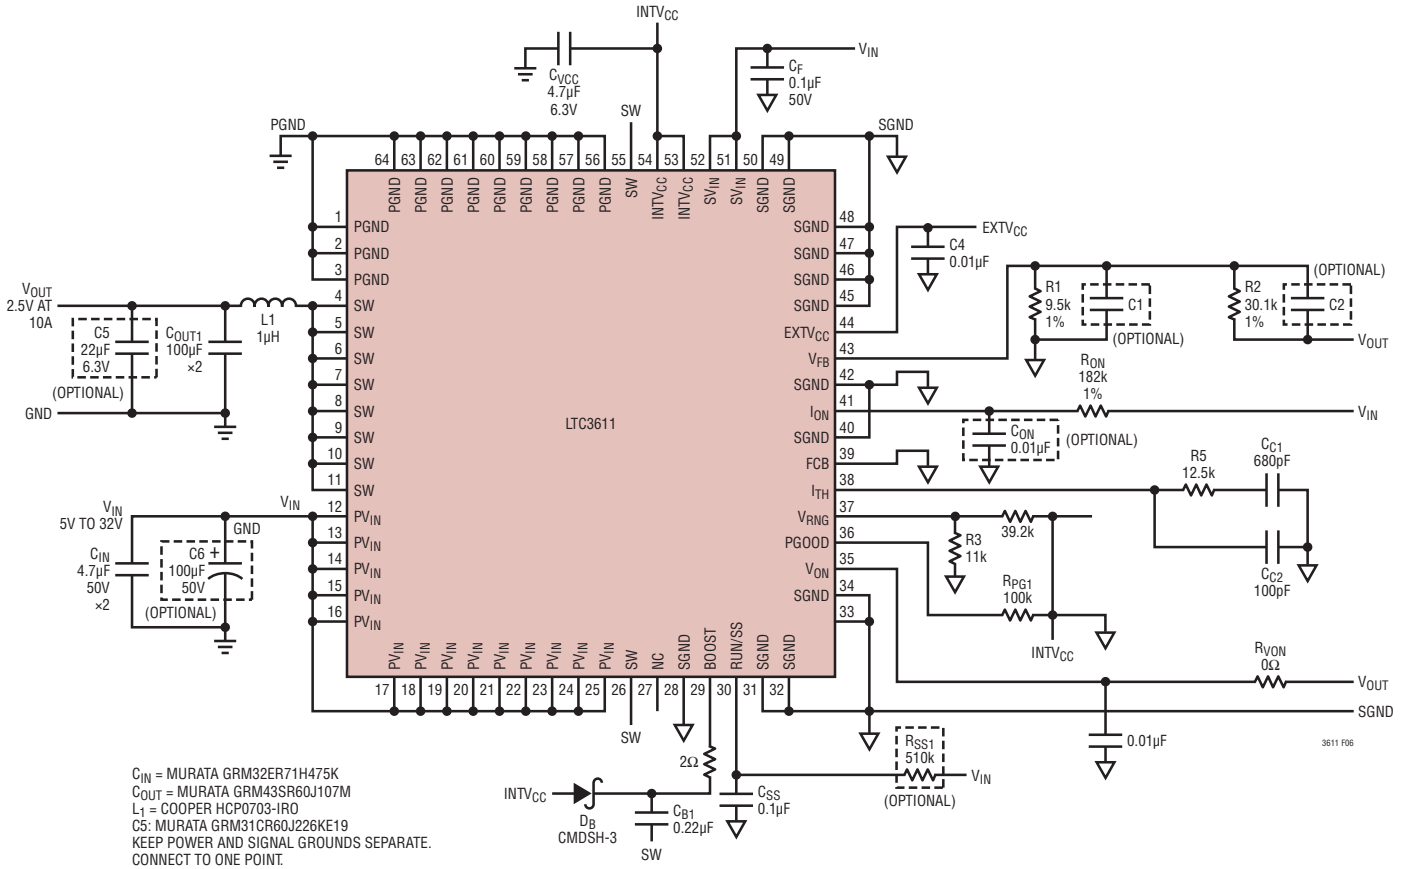 INTVCC
CVCC
4.7µF
6.3V
VIN
CF
0.1µF
50V
SW
PGND
SGND
64 63 62 61 60 59 58 57 56 55 54 53 52 51 50 49
PGND PGND PGND PGND PGND PGND PGND PGND PGND SW INTVCC INTVCC SVIN SVIN SGND SGND
1 PGND
2 PGND
3 PGND
4 SW
5 SW
6 SW
7 SW
8 SW
9 SW
10 SW
11 SW
12 PVIN
13 PVIN
14 PVIN
15 PVIN
16 PVIN
LTC3611
SGND 48
SGND 47
SGND 46
SGND 45
EXTVCC 44
VFB 43
SGND 42
ION 41
SGND 40
FCB 39
ITH 38
VRNG 37
PGOOD 36
VON 35
SGND 34
33
PVIN PVIN PVIN PVIN PVIN PVIN PVIN PVIN PVIN SW NC SGND BOOST RUN/SS SGND SGND
17 18 19 20 21 22 23 24 25 26 27 28 29 30 31 32
VOUT
2.5V AT
10A
C5
22µF
6.3V
(OPTIONAL)
COUT1
100µF
×2
L1
1µH
GND
VIN
5V TO 32V
VIN
GND
CIN
4.7µF
50V
×2
C6 +
100µF
50V
(OPTIONAL)
EXTVCC
C4
0.01µF
R1
9.5k
1%
C1
(OPTIONAL)
R2
30.1k
1%
(OPTIONAL)
C2
VOUT
RON
182k
1%
VIN
CON
0.01µF
(OPTIONAL)
R5
12.5k
CC1
680pF
CC2
100pF
39.2k
R3
11k
RPG1
100k
INTVCC
RVON
0Ω
VOUT
SGND
0.01µF
3611 F06
SW
2Ω
INTVCC
DB
CMDSH-3
CB1
0.22µF
SW
CSS
0.1µF
RSS1
510k
(OPTIONAL)
VIN
CIN = MURATA GRM32ER71H475K
COUT = MURATA GRM43SR60J107M
L1 = COOPER HCP0703-IRO
C5: MURATA GRM31CR60J226KE19
KEEP POWER AND SIGNAL GROUNDS SEPARATE.
CONNECT TO ONE POINT.